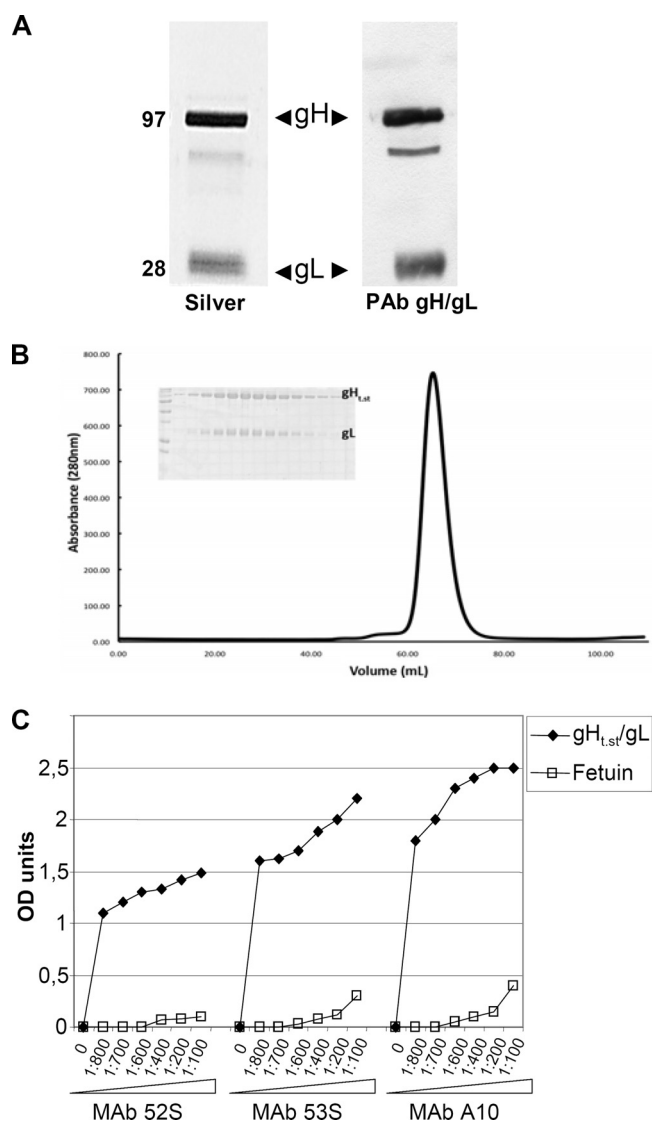 A
97
gH
28
gL
Silver
PAb gH/gL
B
800.00
700.00
600.00
500.00
400.00
300.00
200.00
100.00
0.00
Absorbance (280nm)
gHt.st
gL
0.00 20.00 40.00 60.00 80.00 100.00
Volume (mL)
C
gHt.st/gL
Fetuin
2,5
2
1,5
1
0,5
0
OD units
0 1:800 1:700 1:600 1:400 1:200 1:100
0 1:800 1:700 1:600 1:400 1:200 1:100
0 1:800 1:700 1:600 1:400 1:200 1:100
MAb 52S
MAb 53S
MAb A10